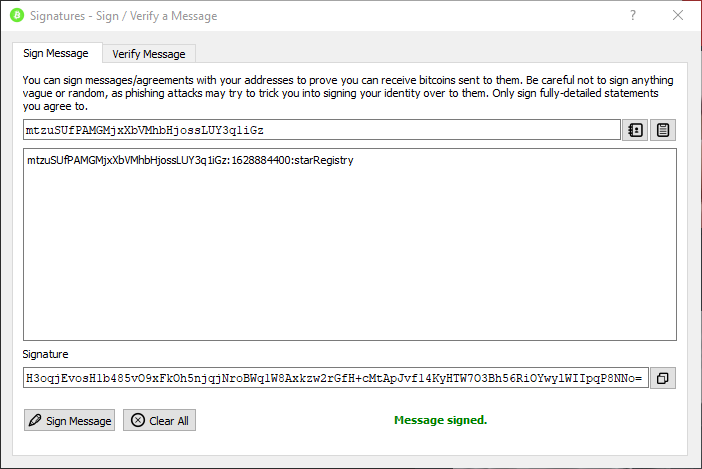 Signatures - Sign / Verify a Message
Sign Message
Verify Message
You can sign messages/agreements with your addresses to prove you can receive bitcoins sent to them. Be careful not to sign anything
vague or random, as phishing attacks may try to trick you into signing your identity over to them. Only sign fully-detailed statements
you agree to.
mtzuSUfPAMGMjxXbVMhbHjossLUY3q1iGz
mtzuSUfPAMGMjxXbVMhbHjossLUY3q1iGz:1628884400:starRegistry
Signature
H3oqjEvosHlb485vO9xFkOh5njqjNroBWqlW8Axkzw2rGfH+cMtApJvfl4KyHTW7O3Bh56RiOYwylWIIpqP8NNo=
Sign Message
Clear All
Message signed.